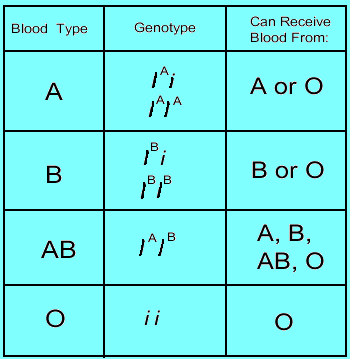 Blood Type Genotype Can Receive
Blood From:
A
I^A i
I^A I^A
A or O
B
I^B i
I^B I^B
B or O
AB
I^A I^B
A, B,
AB, O
O
i i
O